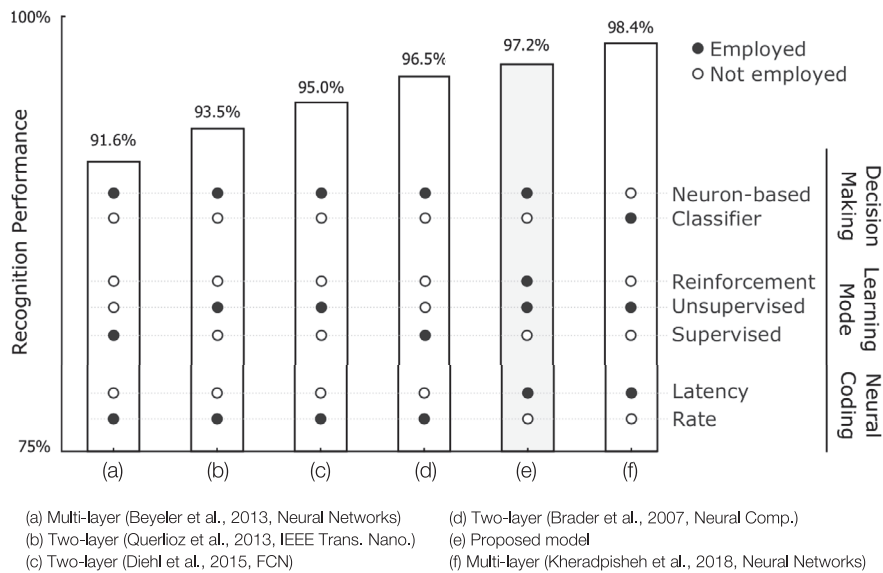 100%
98.4%
97.2%
96.5%
95.0%
93.5%
91.6%
Employed
Not employed
Recognition Performance
Neuron-based
Classifier
Decision
Making
Reinforcement
Unsupervised
Supervised
Learning
Mode
Latency
Rate
Neural
Coding
75%
(a) (b) (c) (d) (e) (f)
(a) Multi-layer (Beyeler et al., 2013, Neural Networks)
(b) Two-layer (Querlioz et al., 2013, IEEE Trans. Nano.)
(c) Two-layer (Diehl et al., 2015, FCN)
(d) Two-layer (Brader et al., 2007, Neural Comp.)
(e) Proposed model
(f) Multi-layer (Kheradpisheh et al., 2018, Neural Networks)